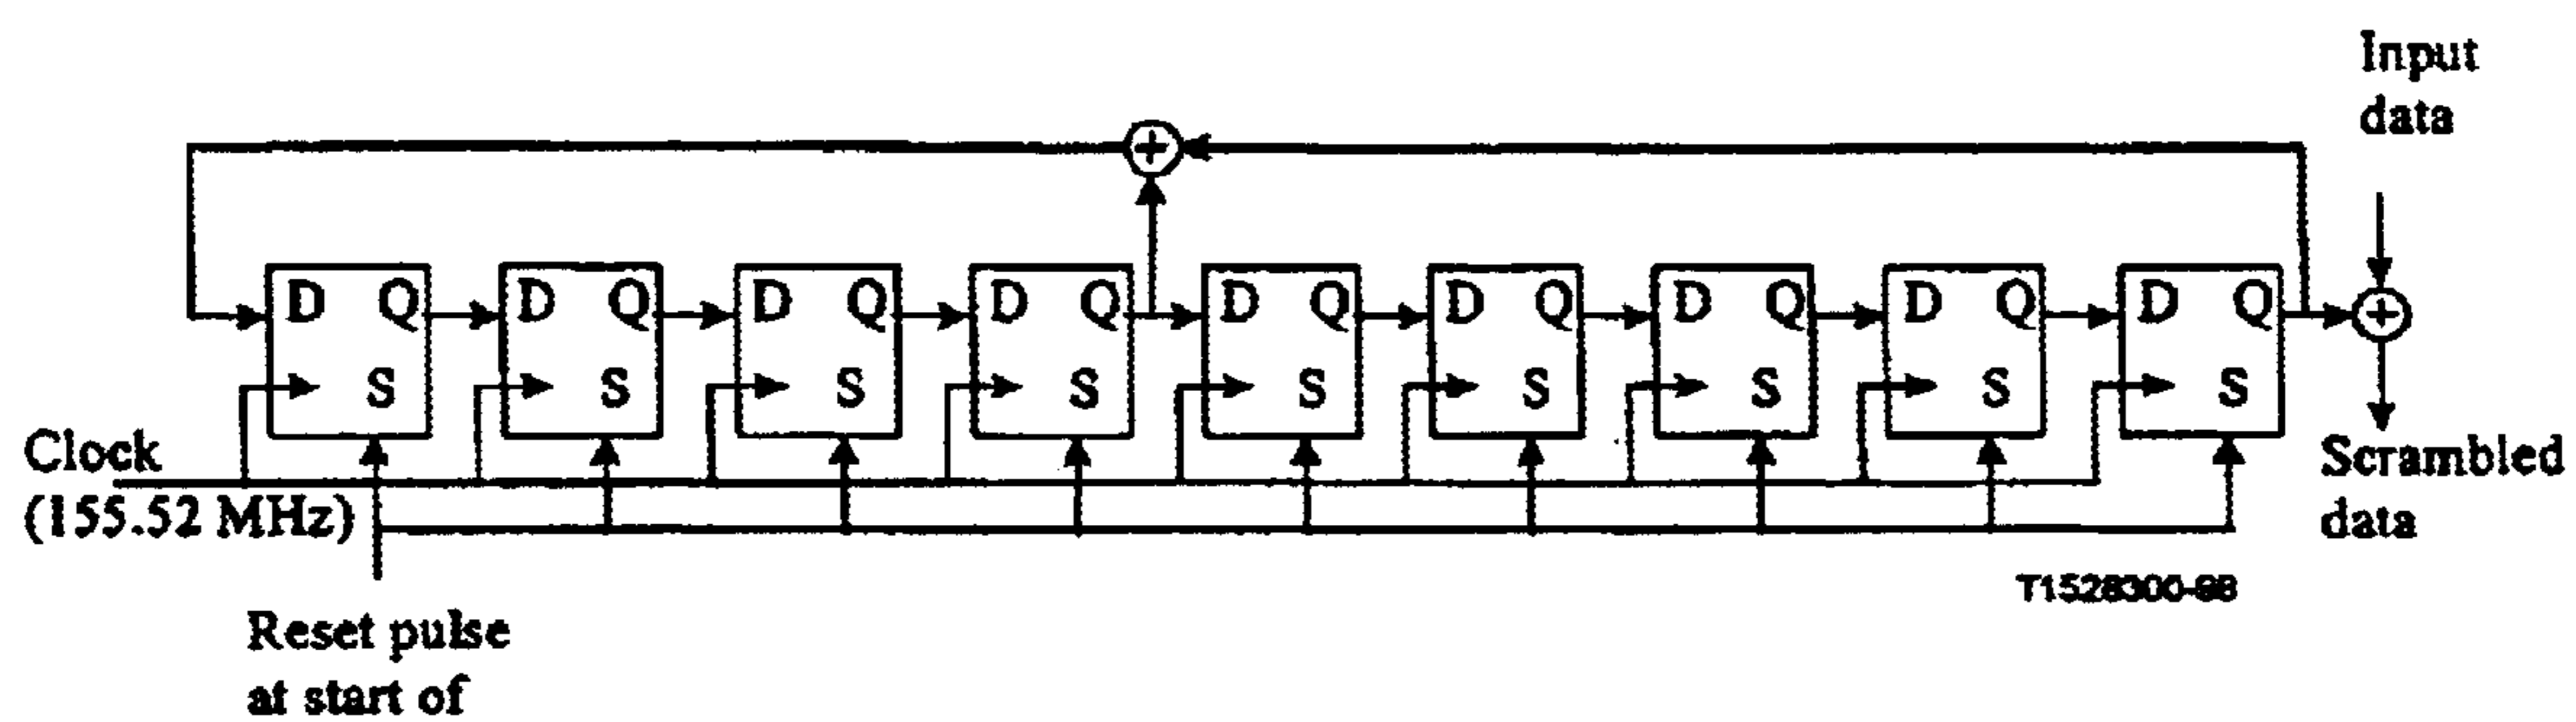 Input
data
D Q D Q D Q D Q D Q D Q D Q D Q D Q
S S S S S S S S S
Clock
(155.52 MHz)
Scrambled
data
T1528300-98
Reset pulse
at start of